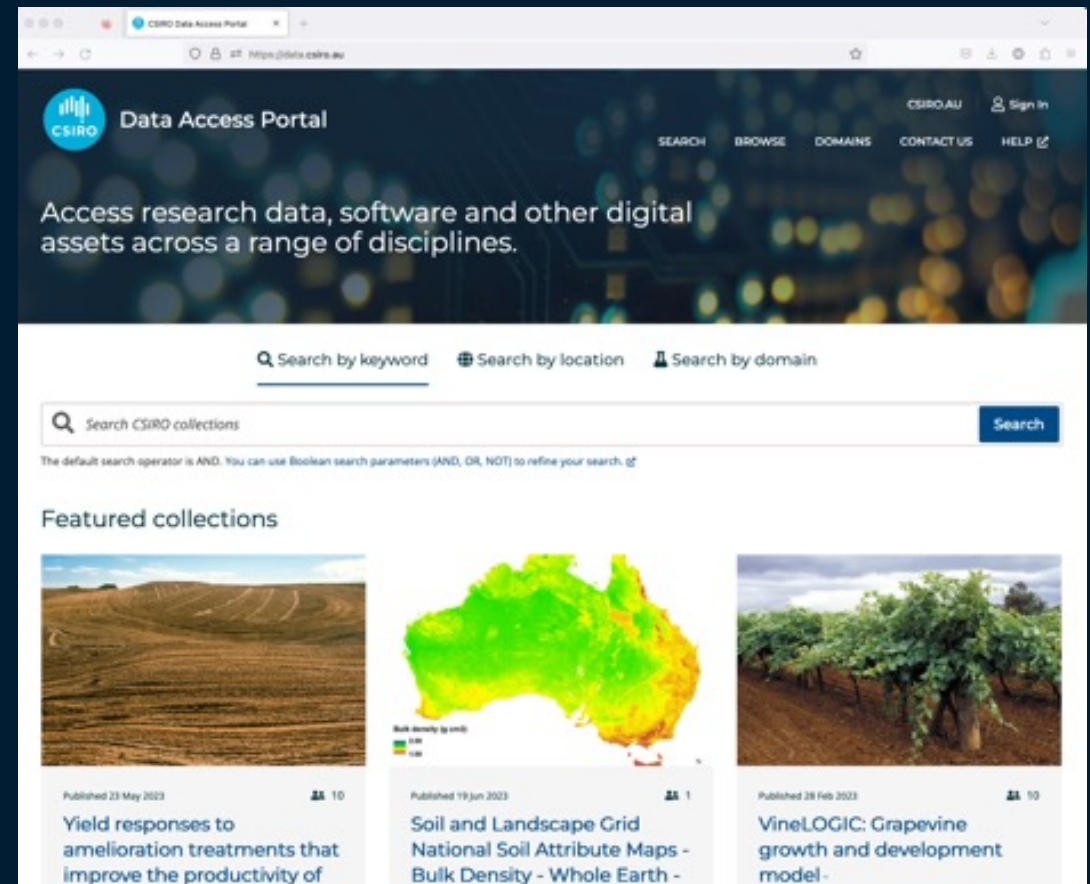 CSIRO Data Access Portal
https://data.csiro.au
CSIRO
Data Access Portal
CSIRO.AU
Sign In
SEARCH
BROWSE
DOMAINS
CONTACT US
HELP
Access research data, software and other digital
assets across a range of disciplines.
Search by keyword
Search by location
Search by domain
Search CSIRO collections
Search
The default search operator is AND. You can use Boolean search parameters (AND, OR, NOT) to refine your search.
Featured collections
Bulk density (g cm3)
Published 23 May 2023
10
Yield responses to
amelioration treatments that
improve the productivity of
Published 19 Jun 2023
1
Soil and Landscape Grid
National Soil Attribute Maps -
Bulk Density - Whole Earth -
Published 28 Feb 2023
10
VineLOGIC: Grapevine
growth and development
model -